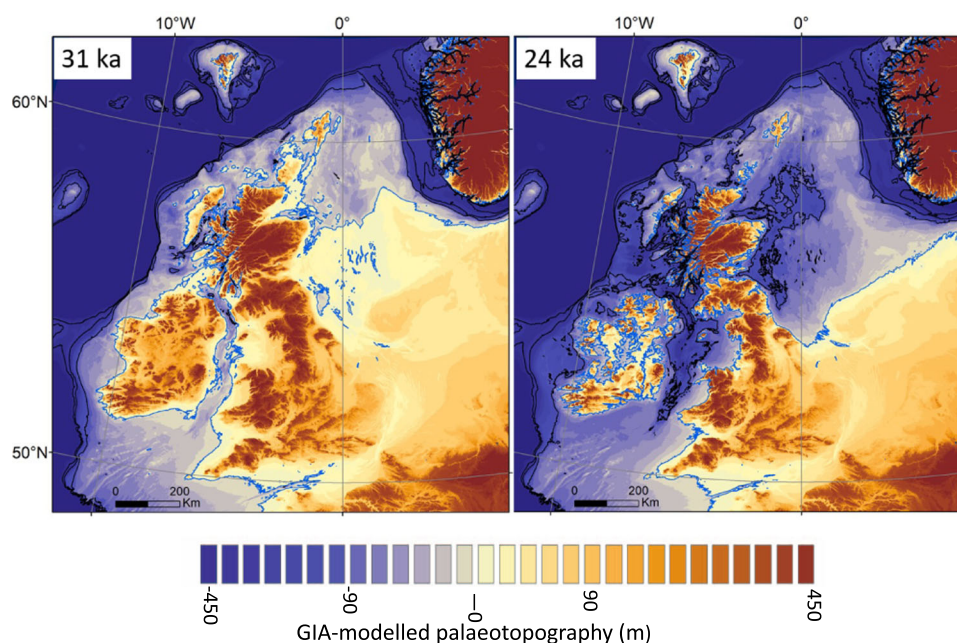 10°W 0° 10°W 0°
31 ka 24 ka
60°N
50°N
0 200 Km 0 200 Km
-450 -90 —0 90 450
GIA-modelled palaeotopography (m)